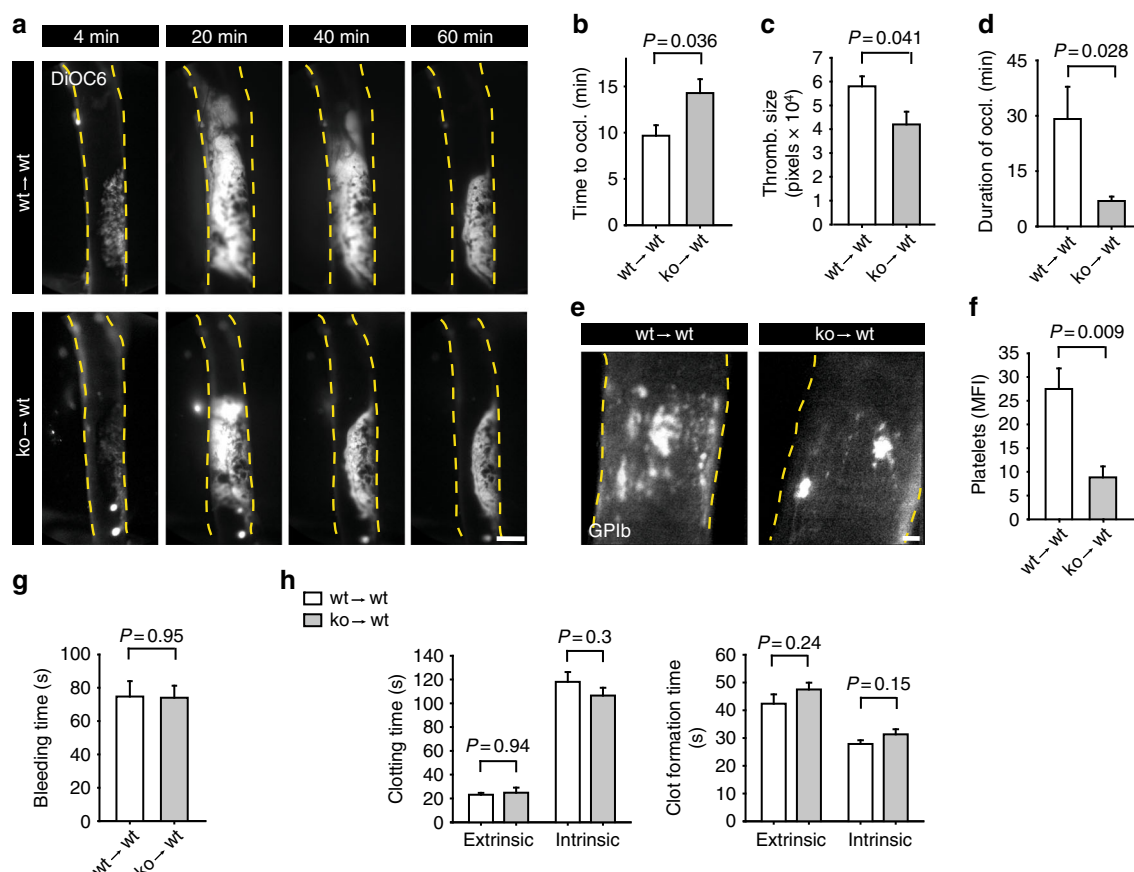 a
4 min
20 min
40 min
60 min
DiOC6
wt → wt
ko → wt
b
P = 0.036
Time to occl. (min)
15
10
5
0
wt → wt
ko → wt
c
P = 0.041
Thromb. size
(pixels × 10⁴)
7
6
5
4
3
2
1
0
wt → wt
ko → wt
d
P = 0.028
Duration of occl. (min)
45
30
15
0
wt → wt
ko → wt
e
wt → wt
ko → wt
GPIb
f
P = 0.009
Platelets (MFI)
35
30
25
20
15
10
5
0
wt → wt
ko → wt
g
P = 0.95
Bleeding time (s)
100
80
60
40
20
0
wt → wt
ko → wt
h
wt → wt
ko → wt
P = 0.3
P = 0.94
Clotting time (s)
140
120
100
80
60
40
20
0
Extrinsic
Intrinsic
P = 0.24
P = 0.15
Clot formation time
(s)
60
50
40
30
20
10
0
Extrinsic
Intrinsic